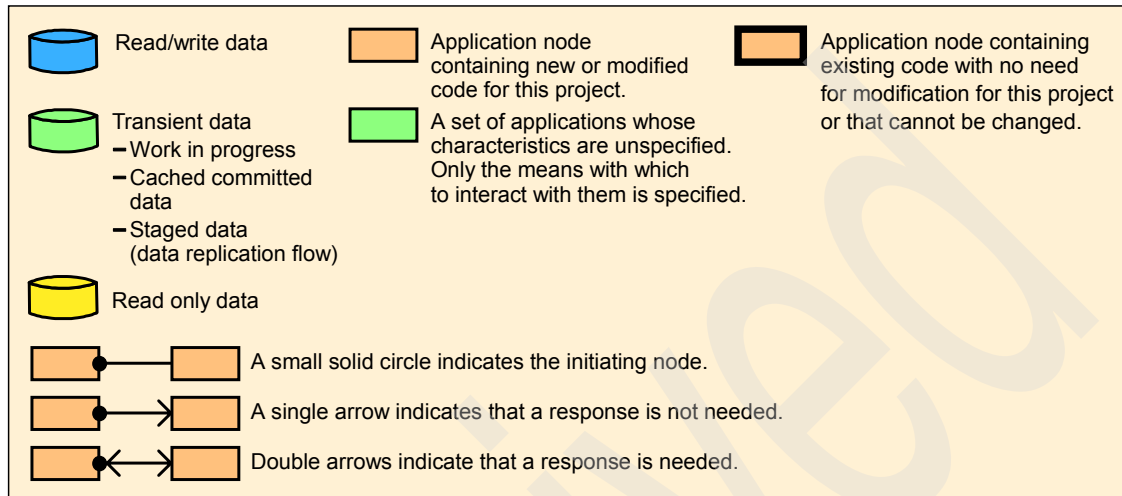 Read/write data
Transient data
–Work in progress
–Cached committed
data
–Staged data
(data replication flow)
Read only data
Application node
containing new or modified
code for this project.
A set of applications whose
characteristics are unspecified.
Only the means with which
to interact with them is specified.
Application node containing
existing code with no need
for modification for this project
or that cannot be changed.
A small solid circle indicates the initiating node.
A single arrow indicates that a response is not needed.
Double arrows indicate that a response is needed.
ived